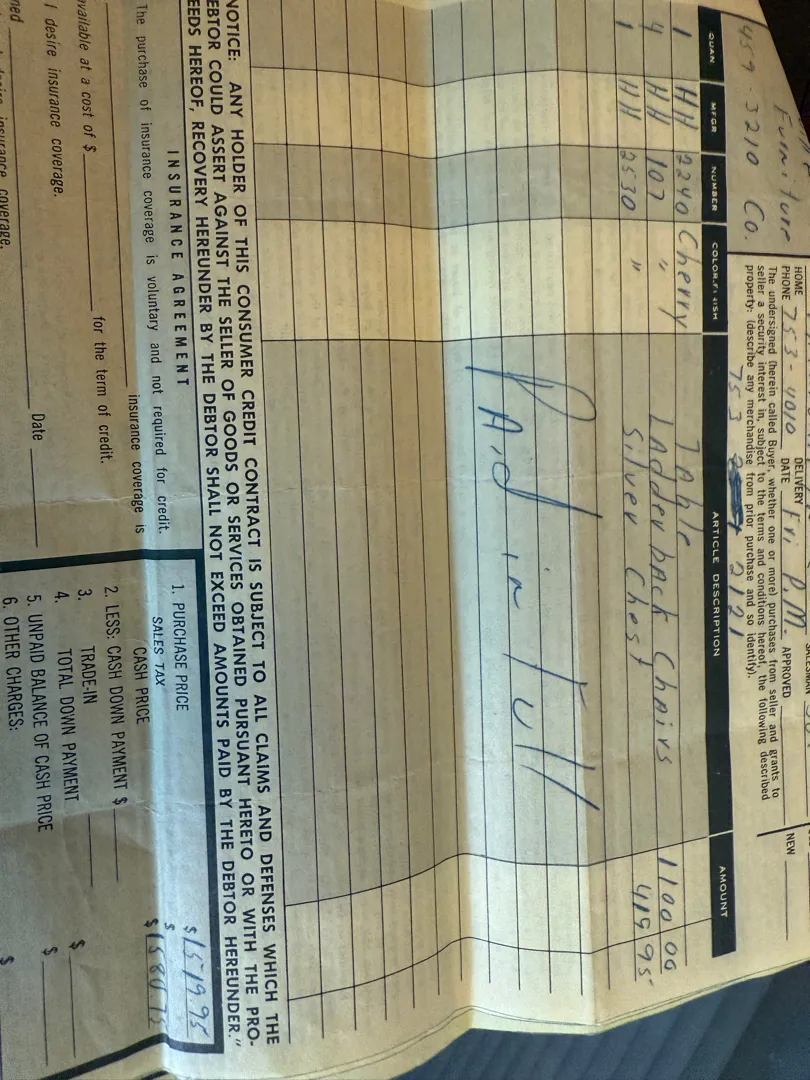 Furniture
459-3210 Co.
HOME
PHONE 753-4010 DELIVERY DATE Fri P.M. APPROVED NEW
The undersigned (herein called Buyer, whether one or more) purchases from seller and grants to
seller a security interest in, subject to the terms and conditions hereof, the following described
property: (describe any merchandise from prior purchase and so identify).
753 2121
QUAN MFGR NUMBER COLOR-FINISH ARTICLE DESCRIPTION AMOUNT
1 HH 2240 Cherry Table
4 HH 107 " Ladder back Chairs 1100 00
1 HH 2530 " Silver Chest 419 95
PAid in Full
NOTICE: ANY HOLDER OF THIS CONSUMER CREDIT CONTRACT IS SUBJECT TO ALL CLAIMS AND DEFENSES WHICH THE
EBTOR COULD ASSERT AGAINST THE SELLER OF GOODS OR SERVICES OBTAINED PURSUANT HERETO OR WITH THE PRO-
EEDS HEREOF, RECOVERY HEREUNDER BY THE DEBTOR SHALL NOT EXCEED AMOUNTS PAID BY THE DEBTOR HEREUNDER."
INSURANCE AGREEMENT
The purchase of insurance coverage is voluntary and not required for credit.
insurance coverage is
available at a cost of $ for the term of credit.
I desire insurance coverage.
ned Date
insurance coverage.
1. PURCHASE PRICE $1519.95
SALES TAX $
CASH PRICE $1580.75
2. LESS: CASH DOWN PAYMENT $
3. TRADE-IN
4. TOTAL DOWN PAYMENT $
5. UNPAID BALANCE OF CASH PRICE $
6. OTHER CHARGES: $